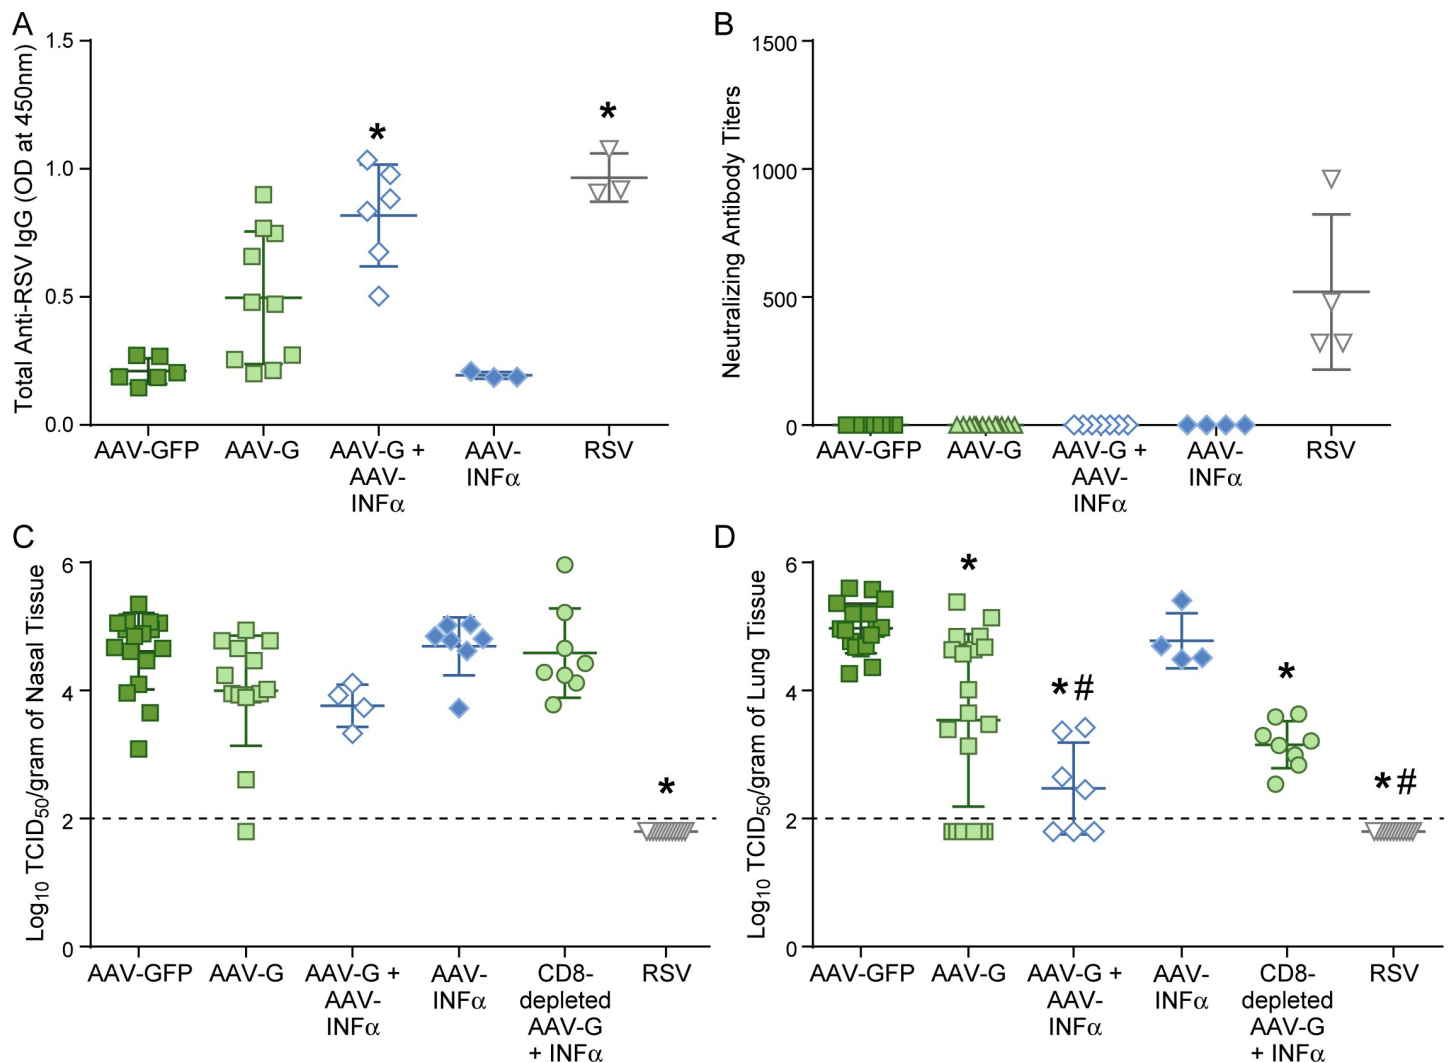 A
Total Anti-RSV IgG (OD at 450nm)
1.5
1.0
0.5
0.0
*
*
AAV-GFP
AAV-G
AAV-G +
AAV-
INFα
AAV-
INFα
RSV
B
Neutralizing Antibody Titers
1500
1000
500
0
AAV-GFP
AAV-G
AAV-G +
AAV-
INFα
AAV-
INFα
RSV
C
Log10 TCID50/gram of Nasal Tissue
6
4
2
0
*
AAV-GFP
AAV-G
AAV-G +
AAV-
INFα
AAV-
INFα
CD8-
depleted
AAV-G
+ INFα
RSV
D
Log10 TCID50/gram of Lung Tissue
6
4
2
0
*
*#
*
*#
AAV-GFP
AAV-G
AAV-G +
AAV-
INFα
AAV-
INFα
CD8-
depleted
AAV-G
+ INFα
RSV